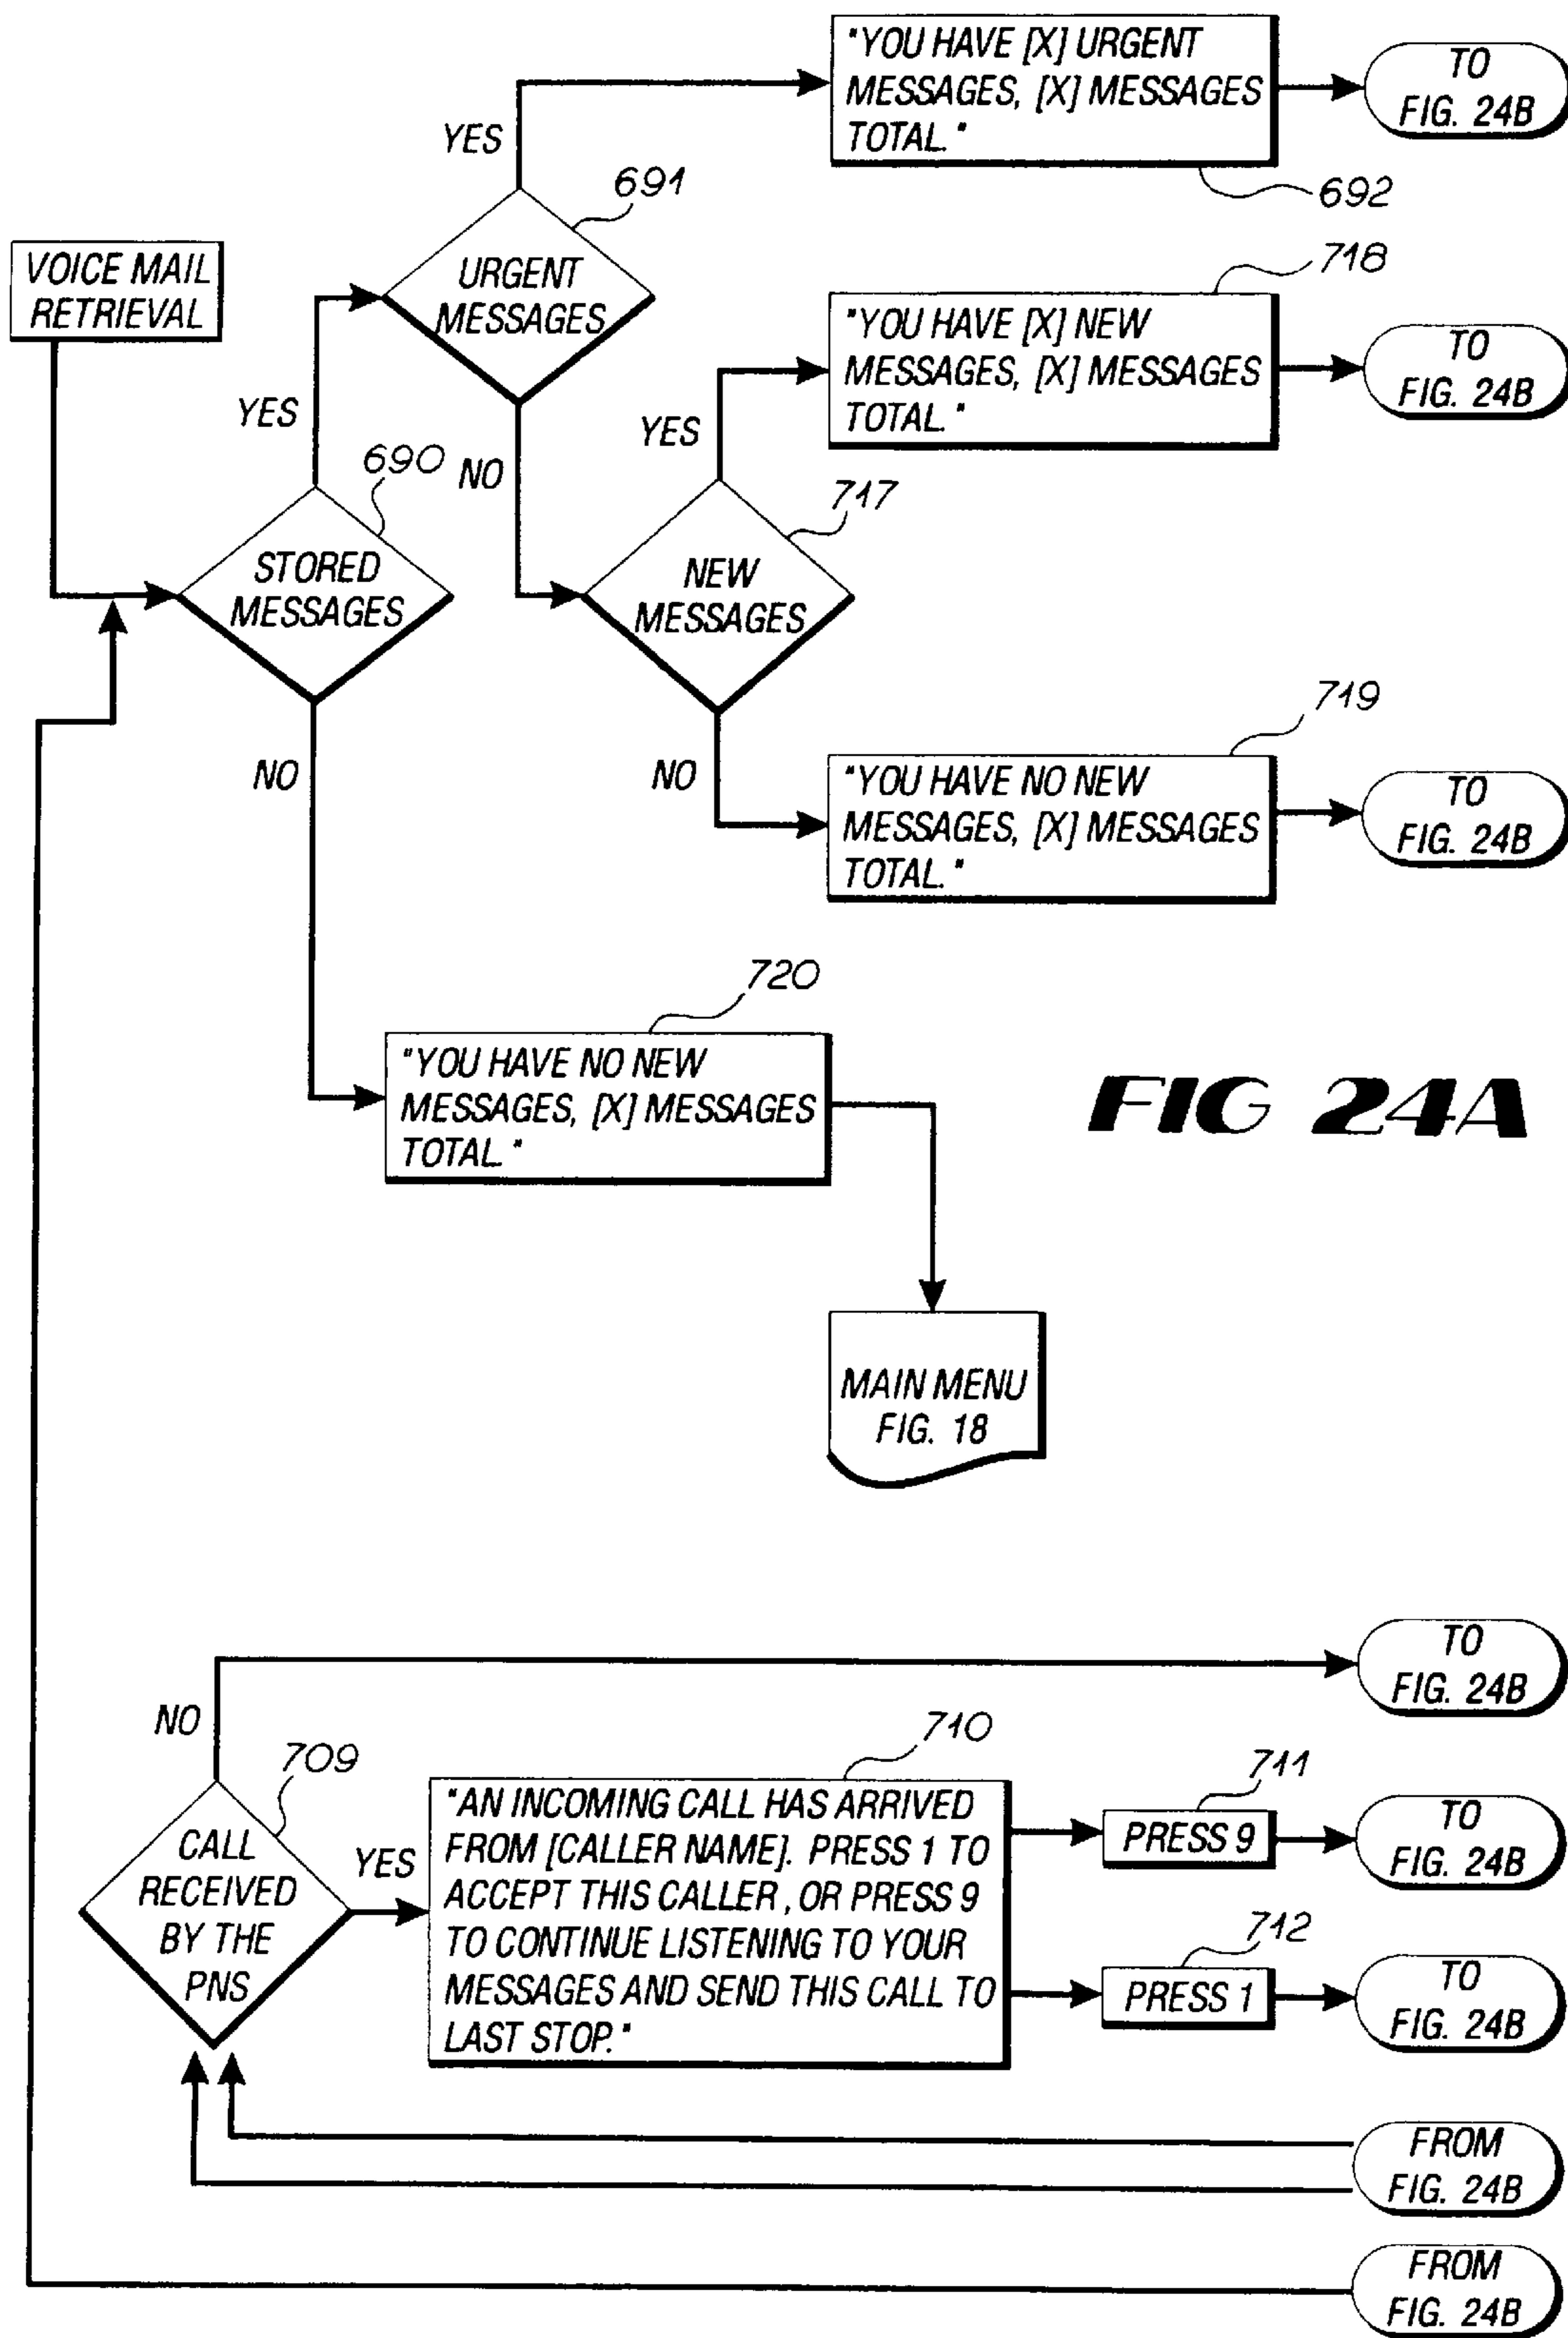 "YOU HAVE [X] URGENT
MESSAGES, [X] MESSAGES
TOTAL."
TO
FIG. 24B
YES
691
692
VOICE MAIL
RETRIEVAL
URGENT
MESSAGES
718
"YOU HAVE [X] NEW
MESSAGES, [X] MESSAGES
TOTAL."
TO
FIG. 24B
YES
YES
690
NO
717
STORED
MESSAGES
NEW
MESSAGES
719
NO
NO
"YOU HAVE NO NEW
MESSAGES, [X] MESSAGES
TOTAL."
TO
FIG. 24B
720
"YOU HAVE NO NEW
MESSAGES, [X] MESSAGES
TOTAL."
FIG 24A
MAIN MENU
FIG. 18
TO
FIG. 24B
NO
709
710
711
CALL
RECEIVED
BY THE
PNS
YES
"AN INCOMING CALL HAS ARRIVED
FROM [CALLER NAME]. PRESS 1 TO
ACCEPT THIS CALLER, OR PRESS 9
TO CONTINUE LISTENING TO YOUR
MESSAGES AND SEND THIS CALL TO
LAST STOP."
PRESS 9
TO
FIG. 24B
712
PRESS 1
TO
FIG. 24B
FROM
FIG. 24B
FROM
FIG. 24B